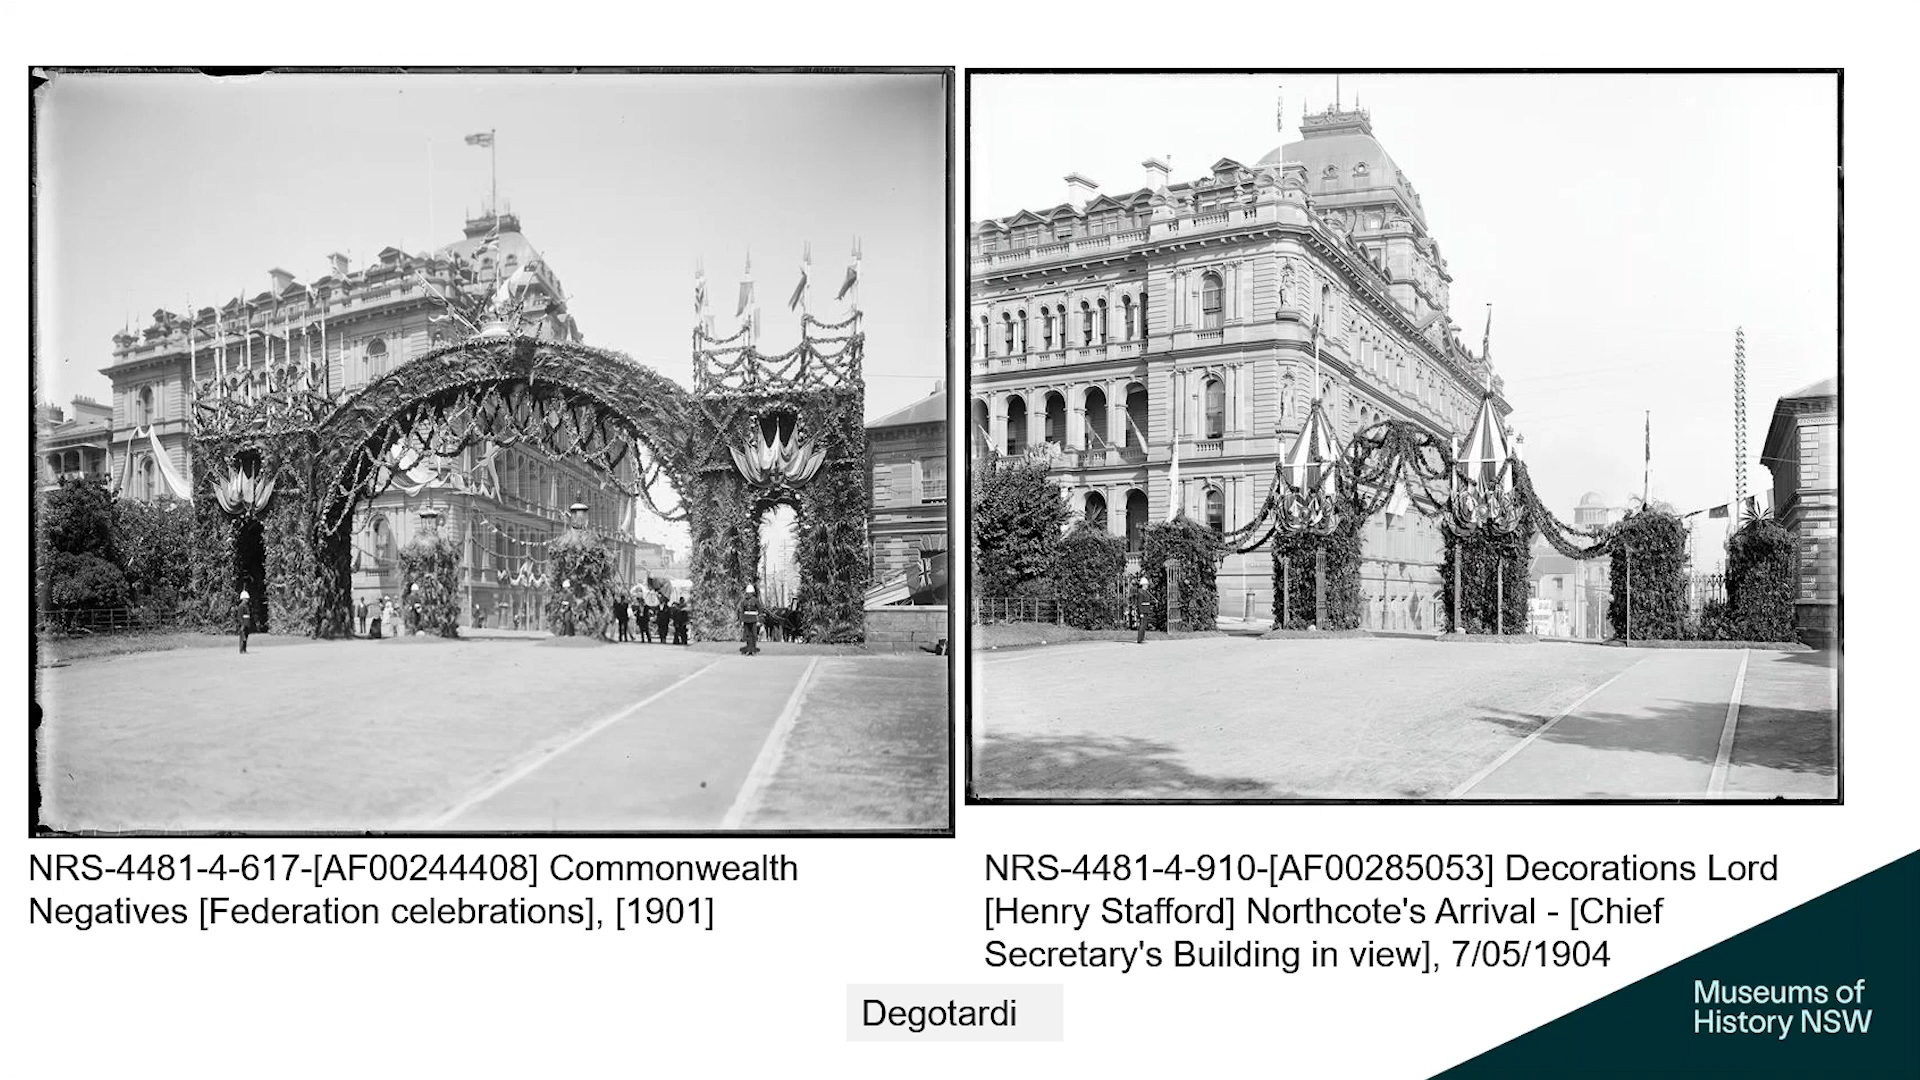 NRS-4481-4-617-[AF00244408] Commonwealth
Negatives [Federation celebrations], [1901]
NRS-4481-4-910-[AF00285053] Decorations Lord
[Henry Stafford] Northcote's Arrival - [Chief
Secretary's Building in view], 7/05/1904
Degotardi
Museums of
History NSW